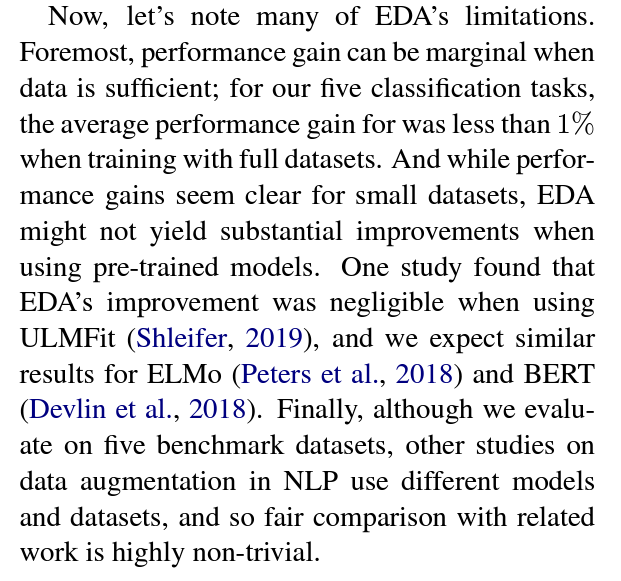 Now, let's note many of EDA's limitations.
Foremost, performance gain can be marginal when
data is sufficient; for our five classification tasks,
the average performance gain for was less than 1%
when training with full datasets. And while perfor-
mance gains seem clear for small datasets, EDA
might not yield substantial improvements when
using pre-trained models. One study found that
EDA's improvement was negligible when using
ULMFit (Shleifer, 2019), and we expect similar
results for ELMo (Peters et al., 2018) and BERT
(Devlin et al., 2018). Finally, although we evalu-
ate on five benchmark datasets, other studies on
data augmentation in NLP use different models
and datasets, and so fair comparison with related
work is highly non-trivial.